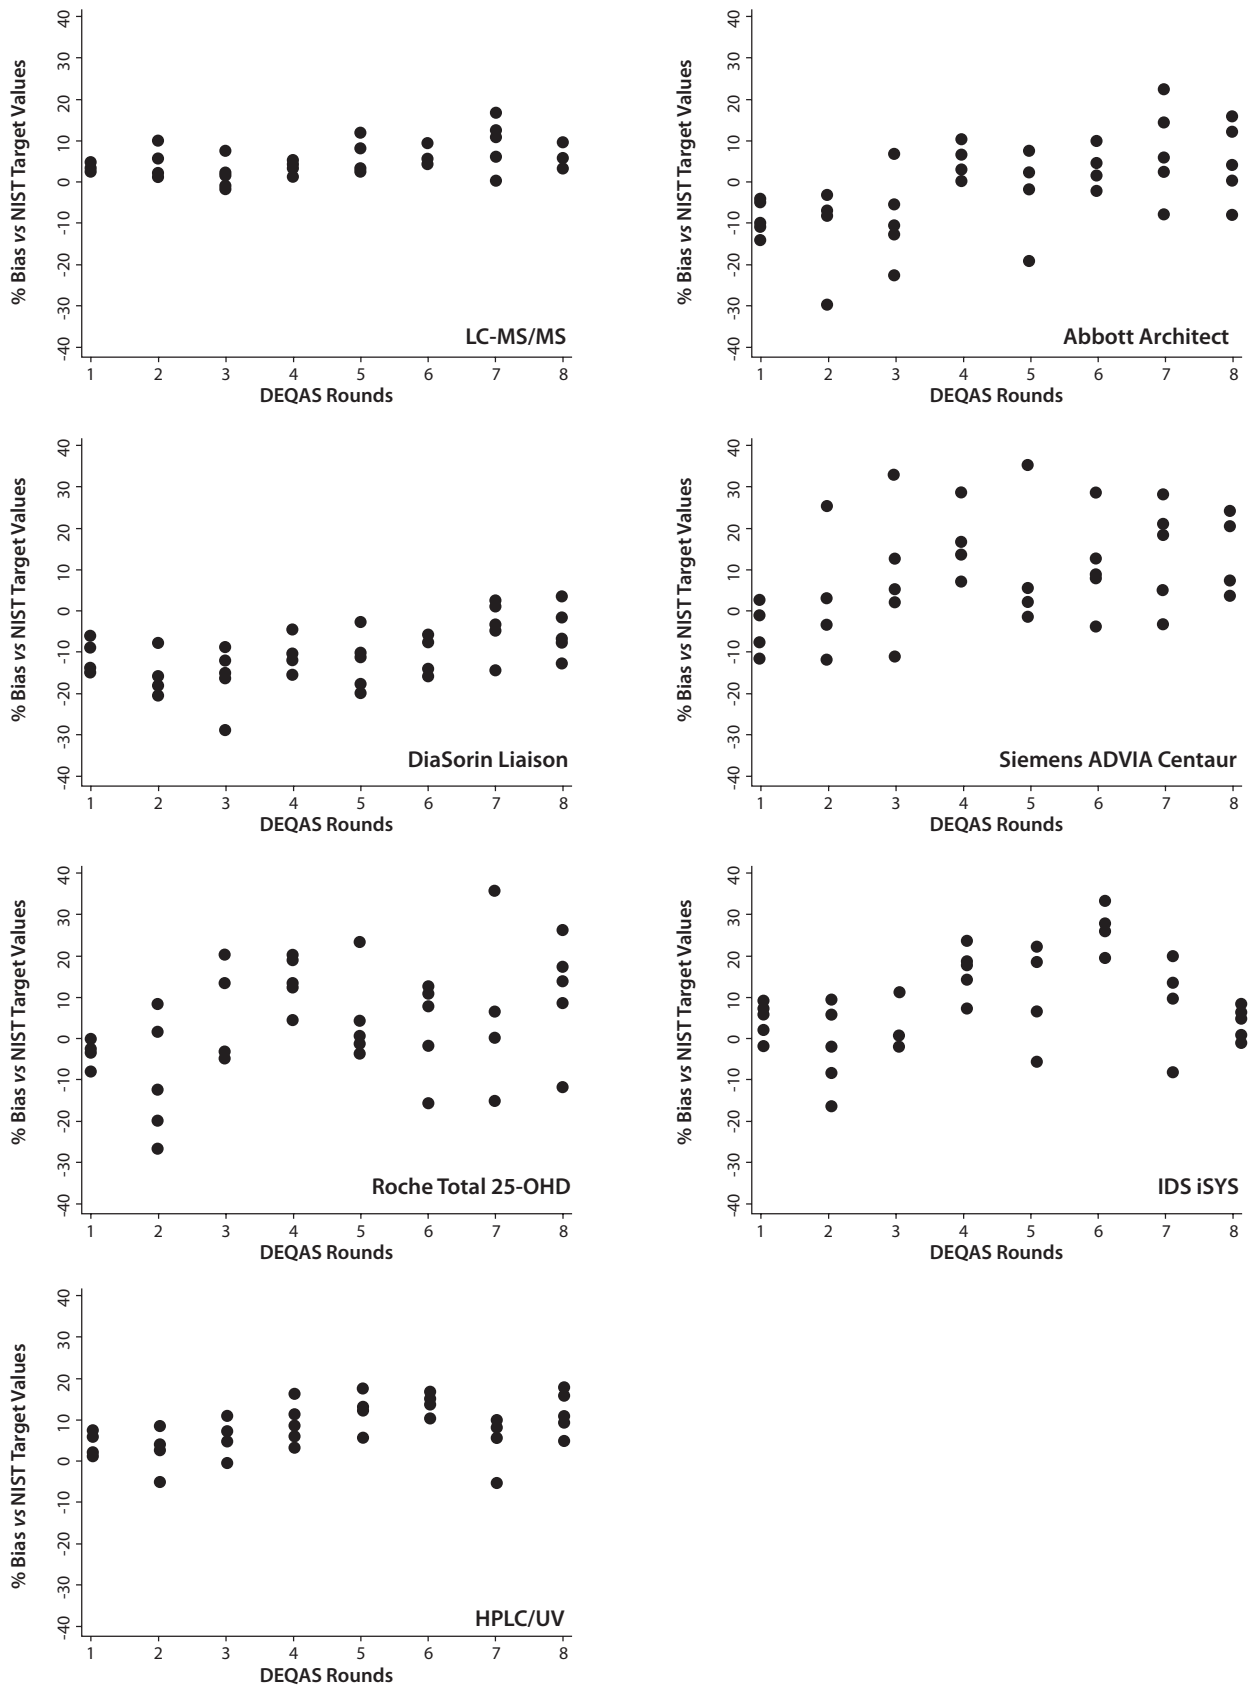 % Bias vs NIST Target Values
40
30
20
10
0
-10
-20
-30
-40
LC-MS/MS
1 2 3 4 5 6 7 8
DEQAS Rounds
% Bias vs NIST Target Values
40
30
20
10
0
-10
-20
-30
-40
Abbott Architect
1 2 3 4 5 6 7 8
DEQAS Rounds
% Bias vs NIST Target Values
40
30
20
10
0
-10
-20
-30
-40
DiaSorin Liaison
1 2 3 4 5 6 7 8
DEQAS Rounds
% Bias vs NIST Target Values
40
30
20
10
0
-10
-20
-30
-40
Siemens ADVIA Centaur
1 2 3 4 5 6 7 8
DEQAS Rounds
% Bias vs NIST Target Values
40
30
20
10
0
-10
-20
-30
-40
Roche Total 25-OHD
1 2 3 4 5 6 7 8
DEQAS Rounds
% Bias vs NIST Target Values
40
30
20
10
0
-10
-20
-30
-40
IDS iSYS
1 2 3 4 5 6 7 8
DEQAS Rounds
% Bias vs NIST Target Values
40
30
20
10
0
-10
-20
-30
-40
HPLC/UV
1 2 3 4 5 6 7 8
DEQAS Rounds